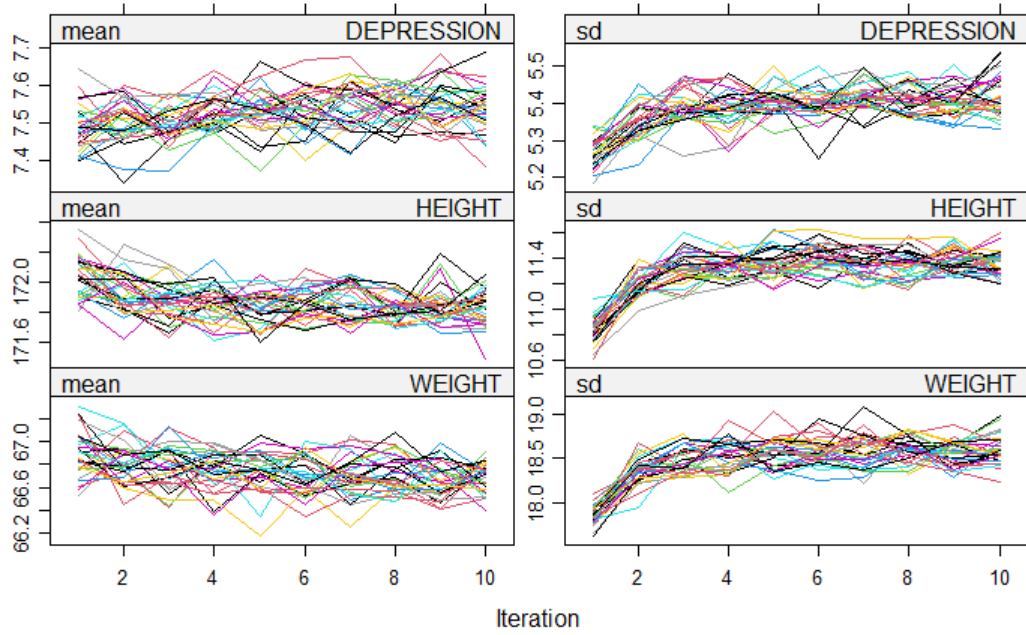 mean DEPRESSION
7.7
7.6
7.5
7.4
sd DEPRESSION
5.5
5.4
5.3
5.2
mean HEIGHT
172.0
171.6
sd HEIGHT
11.4
11.0
10.6
mean WEIGHT
67.0
66.6
66.2
sd WEIGHT
19.0
18.5
18.0
2 4 6 8 10
2 4 6 8 10
Iteration